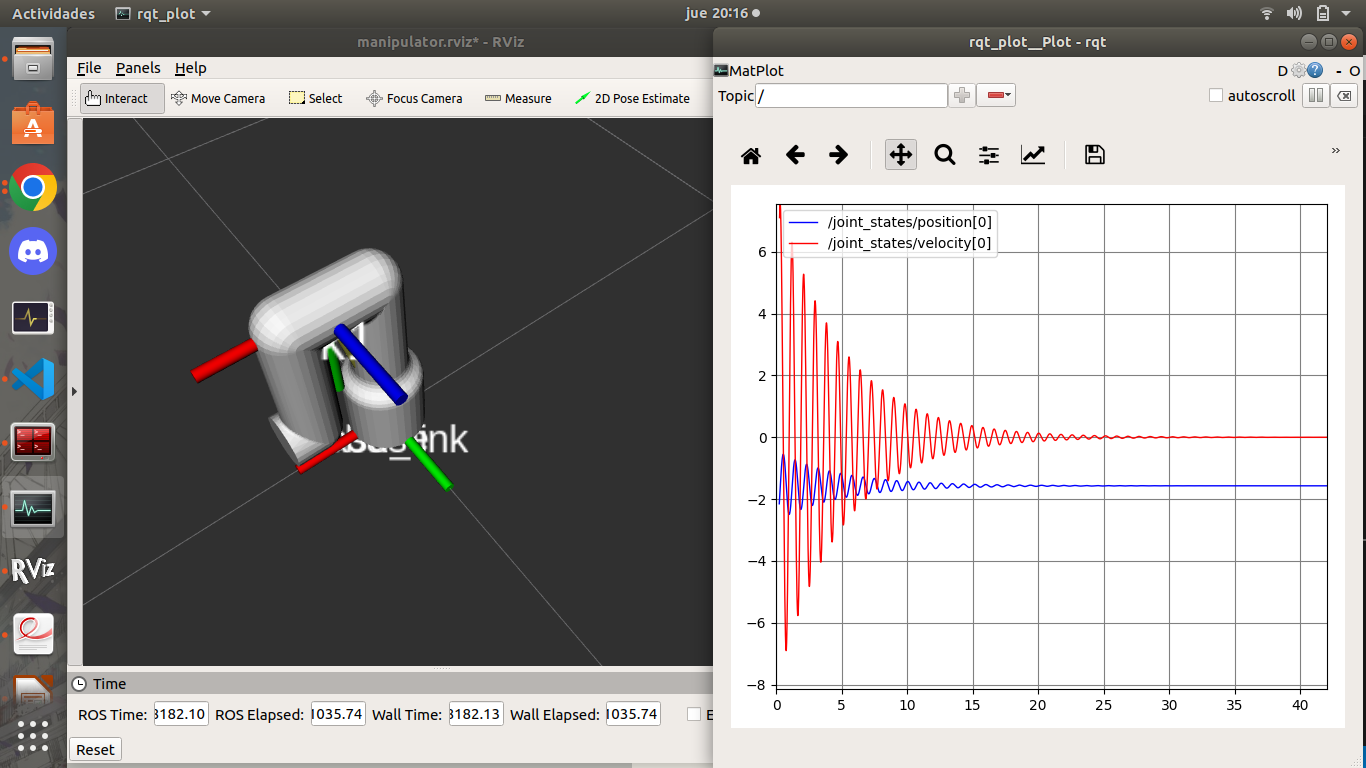 Actividades rqt_plot jue 20:16
manipulator.rviz* - RViz
File Panels Help
Interact Move Camera Select Focus Camera Measure 2D Pose Estimate
RViz
Time
ROS Time: 3182.10 ROS Elapsed: 1035.74 Wall Time: 3182.13 Wall Elapsed: 1035.74 E
Reset
rqt_plot__Plot - rqt
MatPlot D - O
Topic / autoscroll
»
/joint_states/position[0]
/joint_states/velocity[0]
6
4
2
0
−2
−4
−6
−8
0 5 10 15 20 25 30 35 40